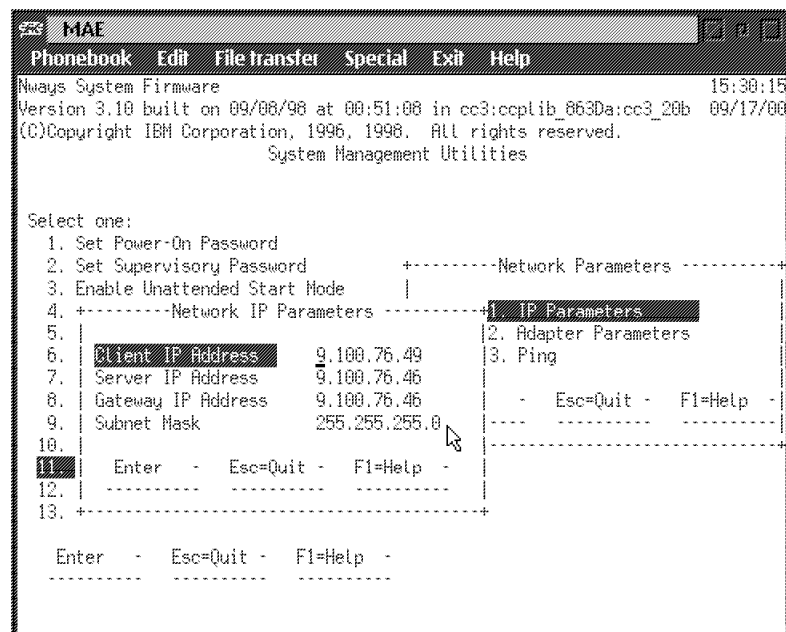 MAE
Phonebook Edit File transfer Special Exit Help
Nways System Firmware 15:30:15
Version 3.10 built on 09/08/98 at 00:51:08 in cc3:ccplib_863Da:cc3_20b 09/17/00
(C)Copyright IBM Corporation, 1996, 1998. All rights reserved.
System Management Utilities
Select one:
1. Set Power-On Password
2. Set Supervisory Password +---------Network Parameters ----------+
3. Enable Unattended Start Mode | |
4. +---------Network IP Parameters ----------+1. IP Parameters |
5. | |2. Adapter Parameters |
6. | Client IP Address 9.100.76.49 |3. Ping |
7. | Server IP Address 9.100.76.46 | |
8. | Gateway IP Address 9.100.76.46 | - Esc=Quit - F1=Help -|
9. | Subnet Mask 255.255.255.0 |---- ---------- ----------|
10. | |--------------------------------------+
11. | Enter - Esc=Quit - F1=Help - |
12. | ---------- ---------- ---------- |
13. +------------------------------------------+
Enter - Esc=Quit - F1=Help -
---------- ---------- ----------